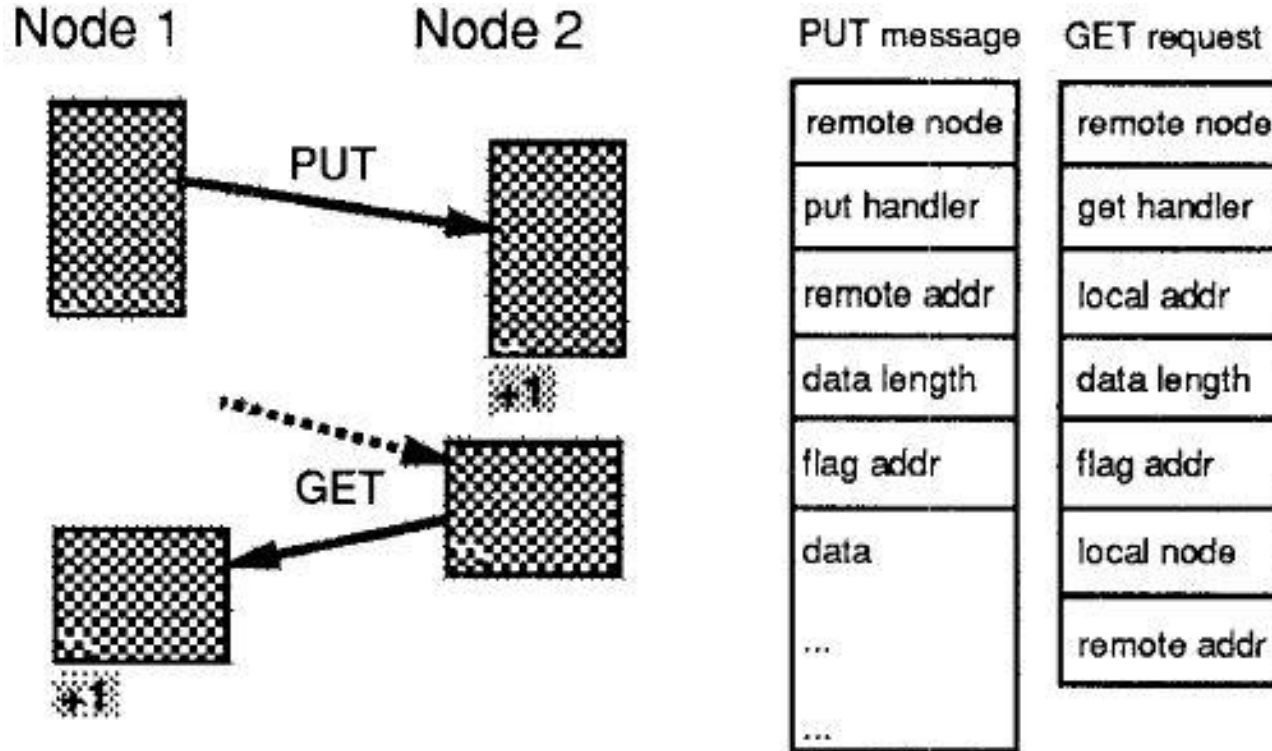 Node 1
Node 2
PUT
+1
GET
+1
PUT message
remote node
put handler
remote addr
data length
flag addr
data
...
...
GET request
remote node
get handler
local addr
data length
flag addr
local node
remote addr